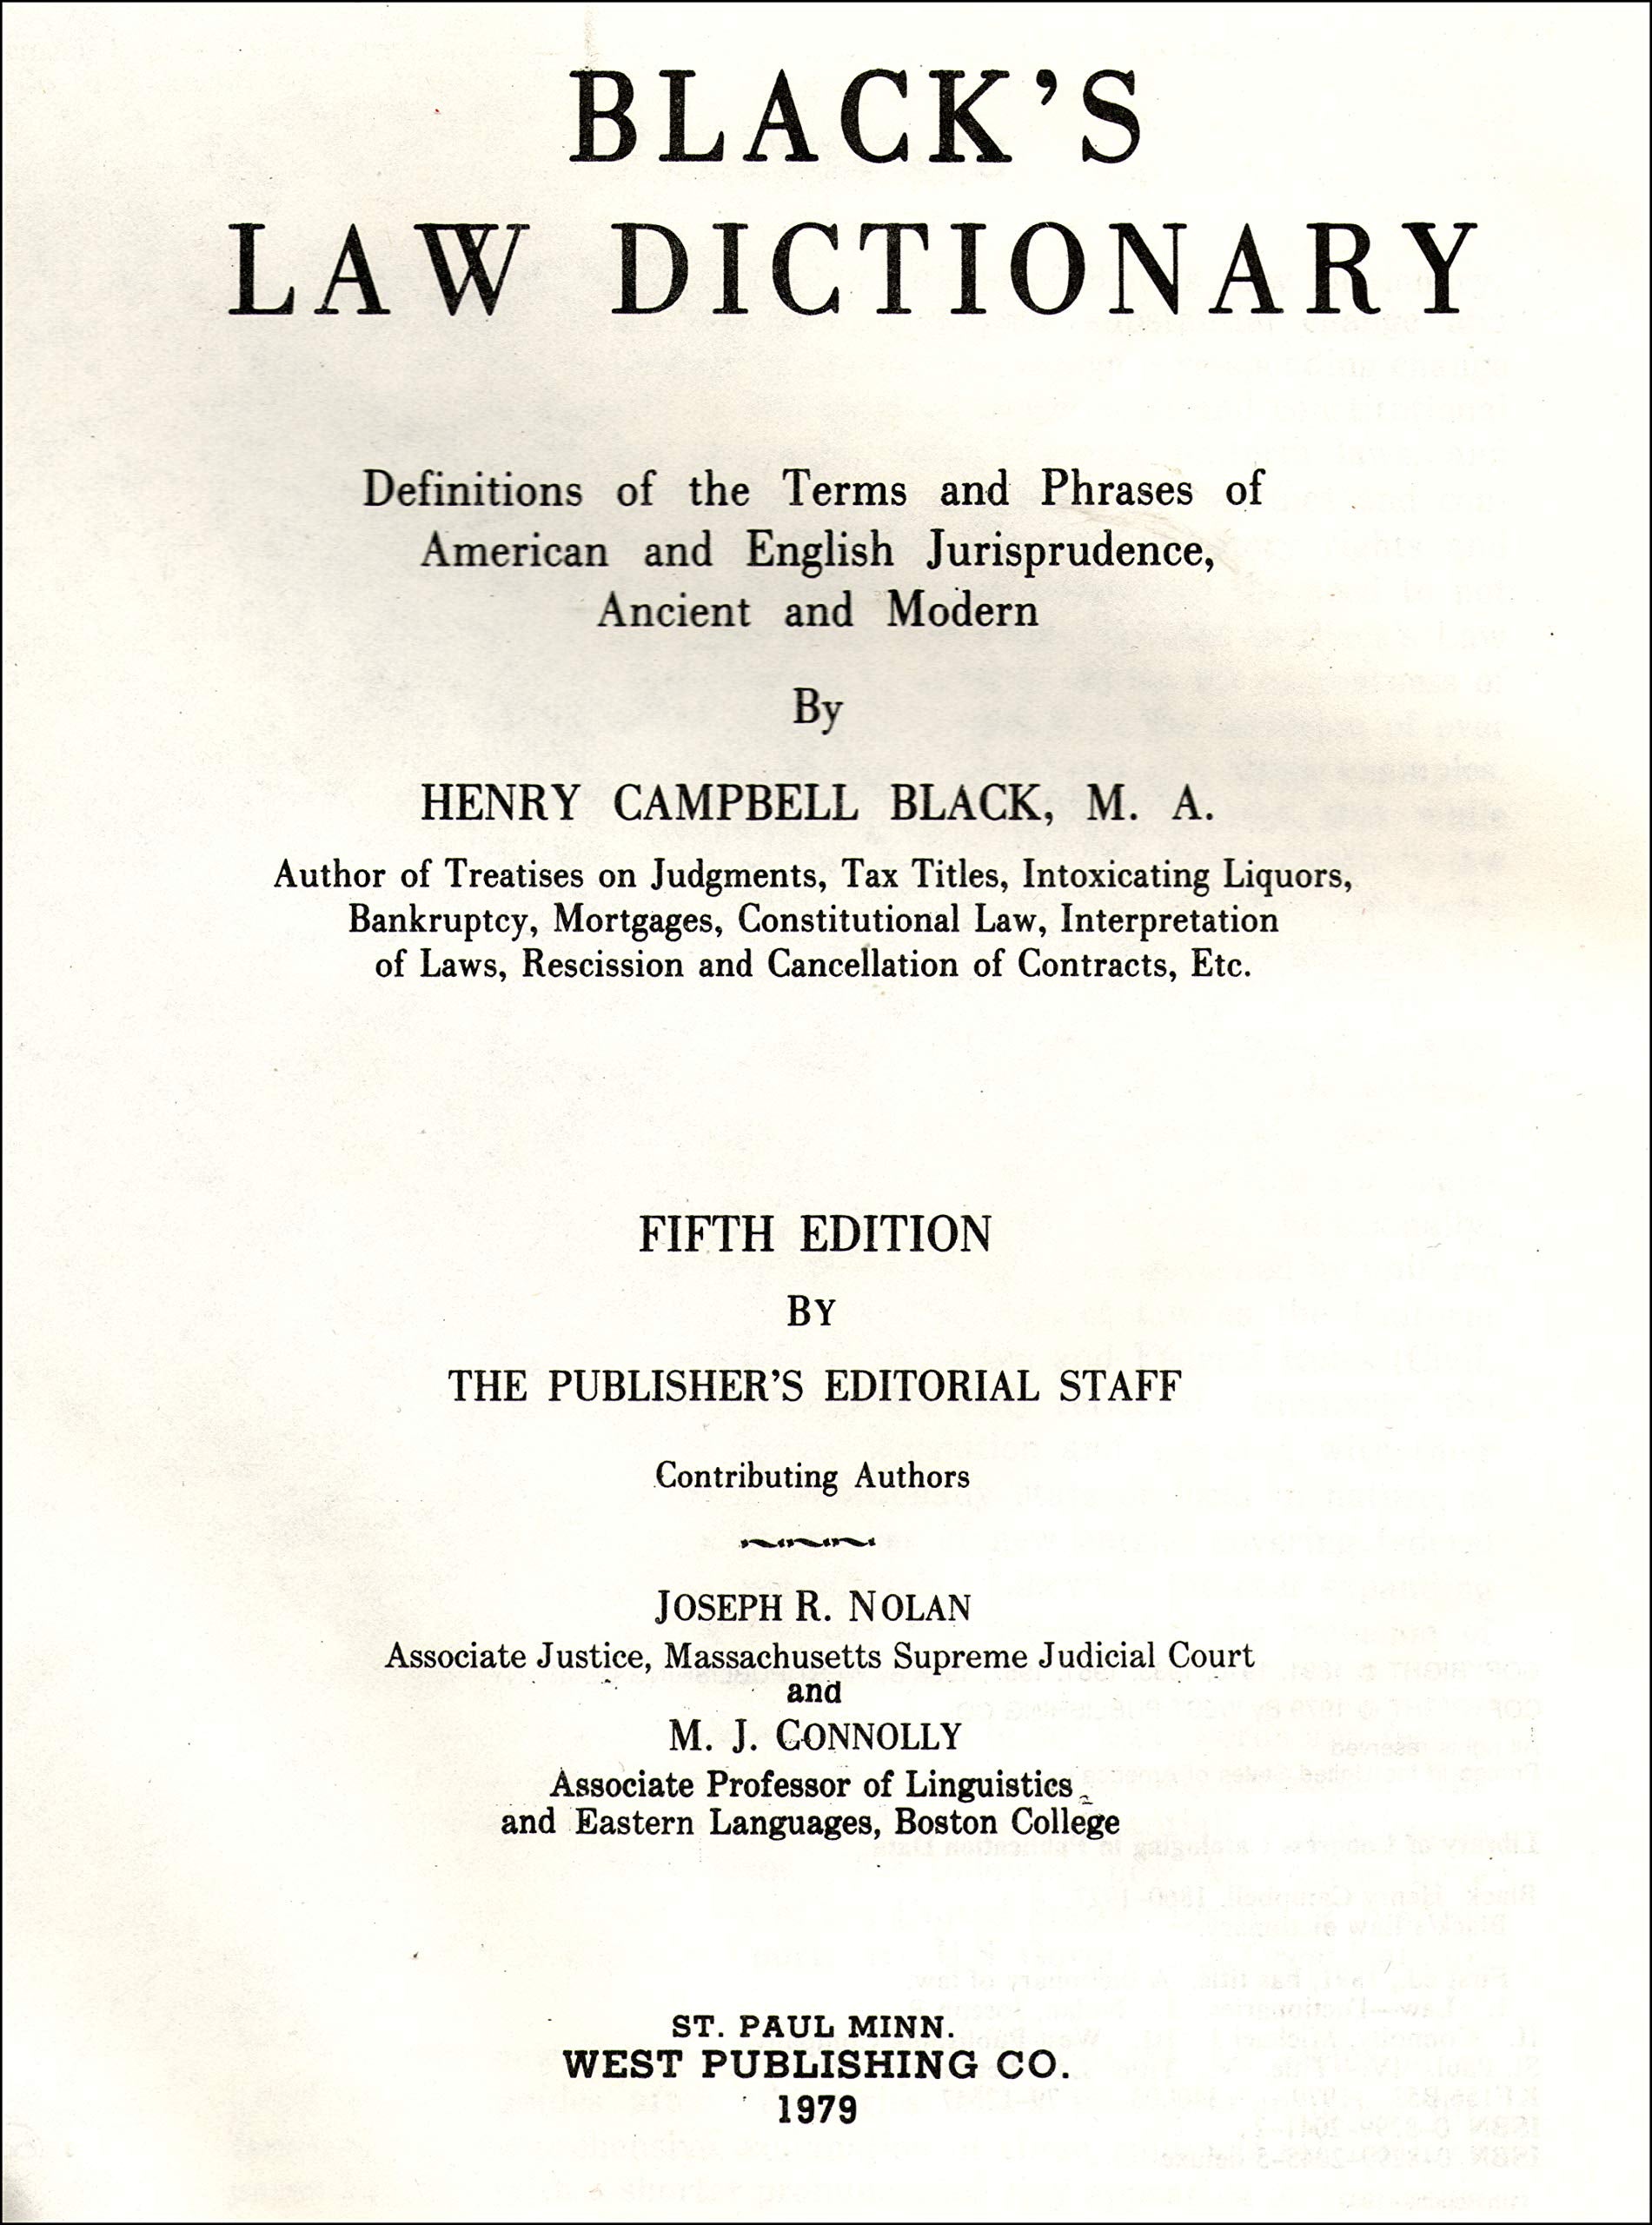 BLACK'S
LAW DICTIONARY
Definitions of the Terms and Phrases of
American and English Jurisprudence,
Ancient and Modern
By
HENRY CAMPBELL BLACK, M. A.
Author of Treatises on Judgments, Tax Titles, Intoxicating Liquors,
Bankruptcy, Mortgages, Constitutional Law, Interpretation
of Laws, Rescission and Cancellation of Contracts, Etc.
FIFTH EDITION
BY
THE PUBLISHER'S EDITORIAL STAFF
Contributing Authors
JOSEPH R. NOLAN
Associate Justice, Massachusetts Supreme Judicial Court
and
M. J. CONNOLLY
Associate Professor of Linguistics
and Eastern Languages, Boston College
ST. PAUL MINN.
WEST PUBLISHING CO.
1979